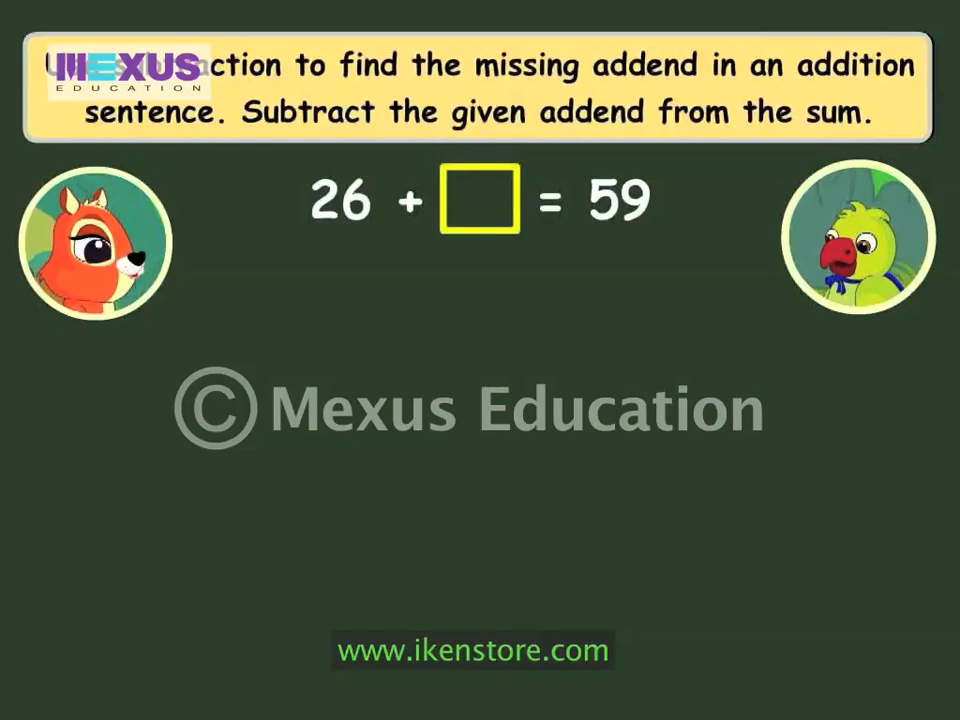 MEXUS
EDUCATION
subtraction to find the missing addend in an addition
sentence. Subtract the given addend from the sum.
26 + = 59
© Mexus Education
www.ikenstore.com